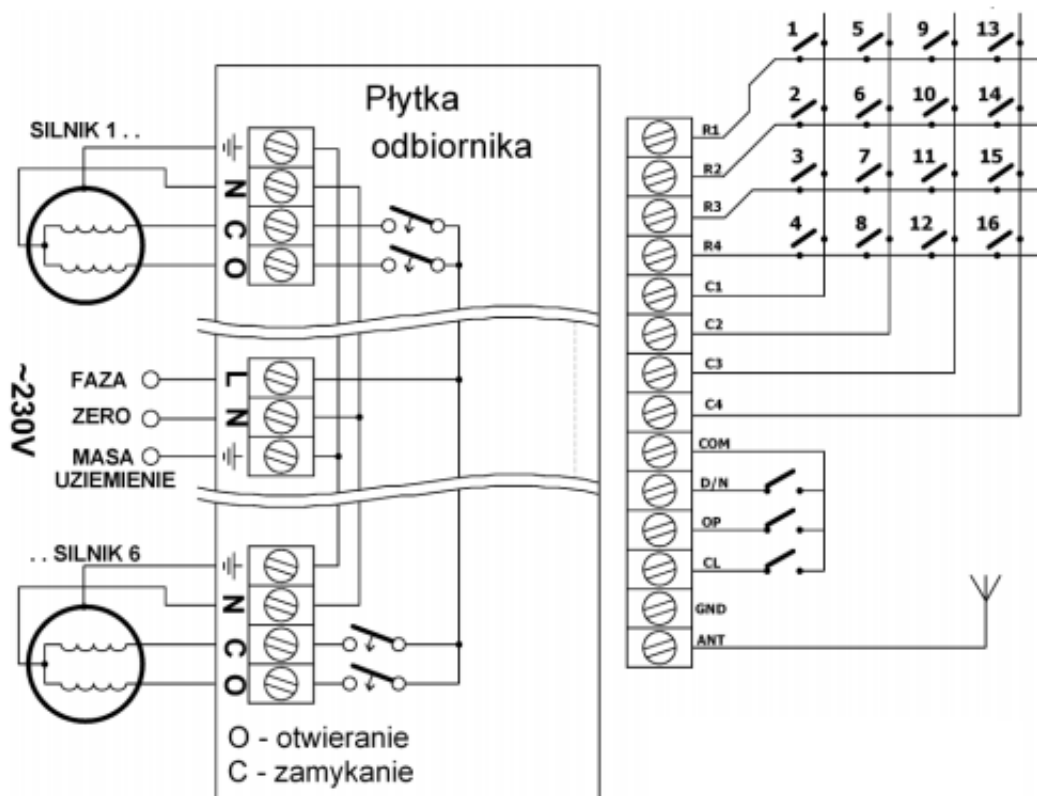 Płytka
odbiornika
SILNIK 1 . .
N
C
O
~230V
FAZA
L
ZERO
N
MASA
UZIEMIENIE
. . SILNIK 6
N
C
O
O - otwieranie
C - zamykanie
1 5 9 13
2 6 10 14
3 7 11 15
4 8 12 16
R1
R2
R3
R4
C1
C2
C3
C4
COM
D/N
OP
CL
GND
ANT